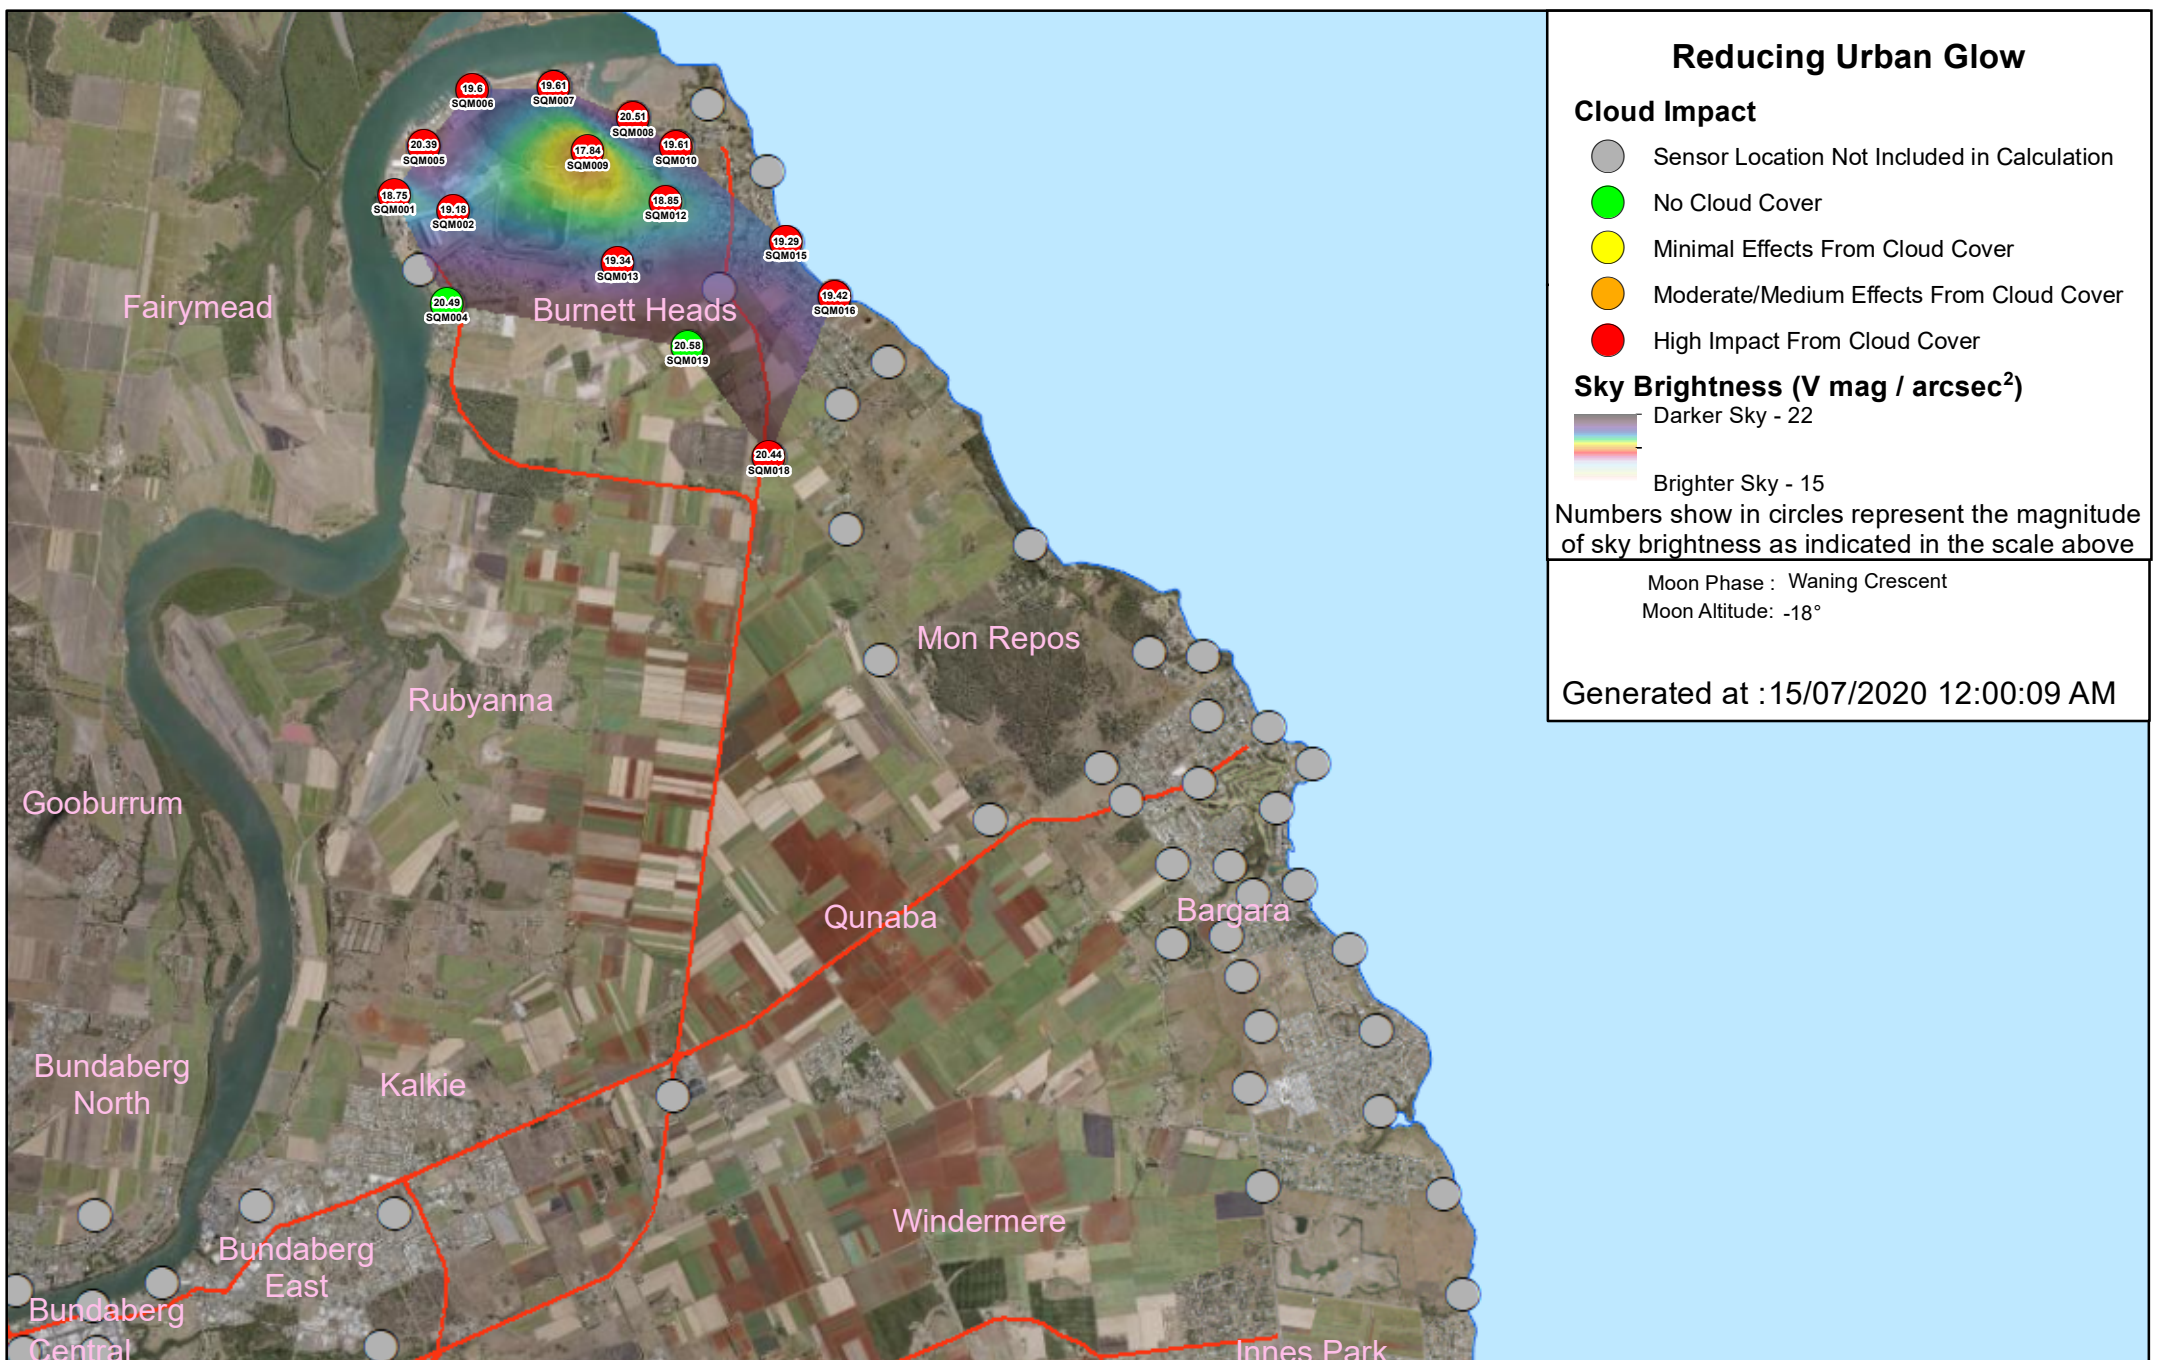 Reducing Urban Glow
Cloud Impact
Sensor Location Not Included in Calculation
No Cloud Cover
Minimal Effects From Cloud Cover
Moderate/Medium Effects From Cloud Cover
High Impact From Cloud Cover
Sky Brightness (V mag / arcsec²)
Darker Sky - 22
Brighter Sky - 15
Numbers show in circles represent the magnitude
of sky brightness as indicated in the scale above
Moon Phase : Waning Crescent
Moon Altitude: -18°
Generated at :15/07/2020 12:00:09 AM
19.6
SQM006
19.61
SQM007
20.51
SQM008
20.39
SQM005
17.84
SQM009
19.61
SQM010
18.75
SQM001
19.18
SQM002
18.85
SQM012
19.29
SQM015
19.34
SQM013
19.42
SQM016
20.49
SQM004
20.58
SQM019
20.44
SQM018
Fairymead
Burnett Heads
Mon Repos
Rubyanna
Gooburrum
Qunaba
Bargara
Bundaberg
North
Kalkie
Windermere
Bundaberg
East
Bundaberg
Central
Innes Park